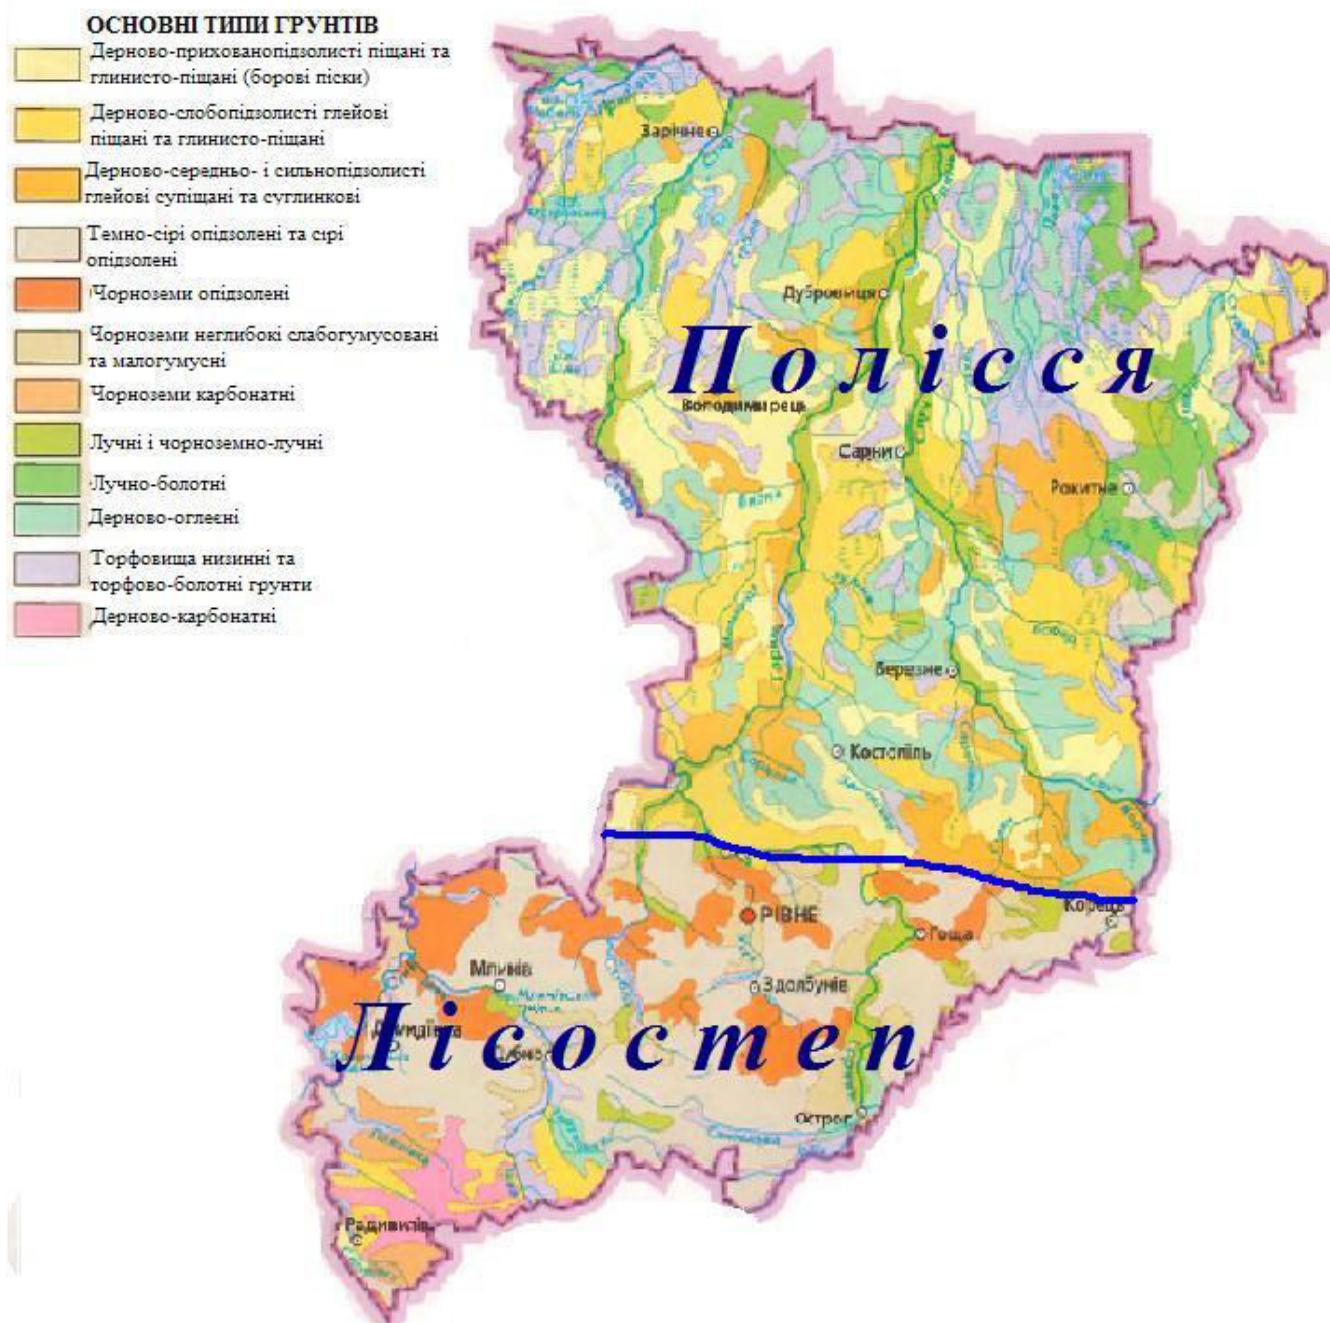 ОСНОВНІ ТИПИ ГРУНТІВ
Дерново-прихованопідзолисті піщані та
глинисто-піщані (борові піски)
Дерново-слобопідзолисті глейові
піщані та глинисто-піщані
Дерново-середньо- і сильнопідзолисті
глейові супіщані та суглинкові
Темно-сірі опідзолені та сірі
опідзолені
Чорноземи опідзолені
Чорноземи неглибокі слабогумусовані
та малогумусні
Чорноземи карбонатні
Лучні і чорноземно-лучні
Лучно-болотні
Дерново-оглеєні
Торфовища низинні та
торфово-болотні грунти
Дерново-карбонатні
Зарічне
Дубровиця
Полісся
Володимирець
Сарни
Рокитне
Березне
Костопіль
Корець
РІВНЕ
Гоща
Млинів
Здолбунів
Лісостеп
Острог
Радивилів